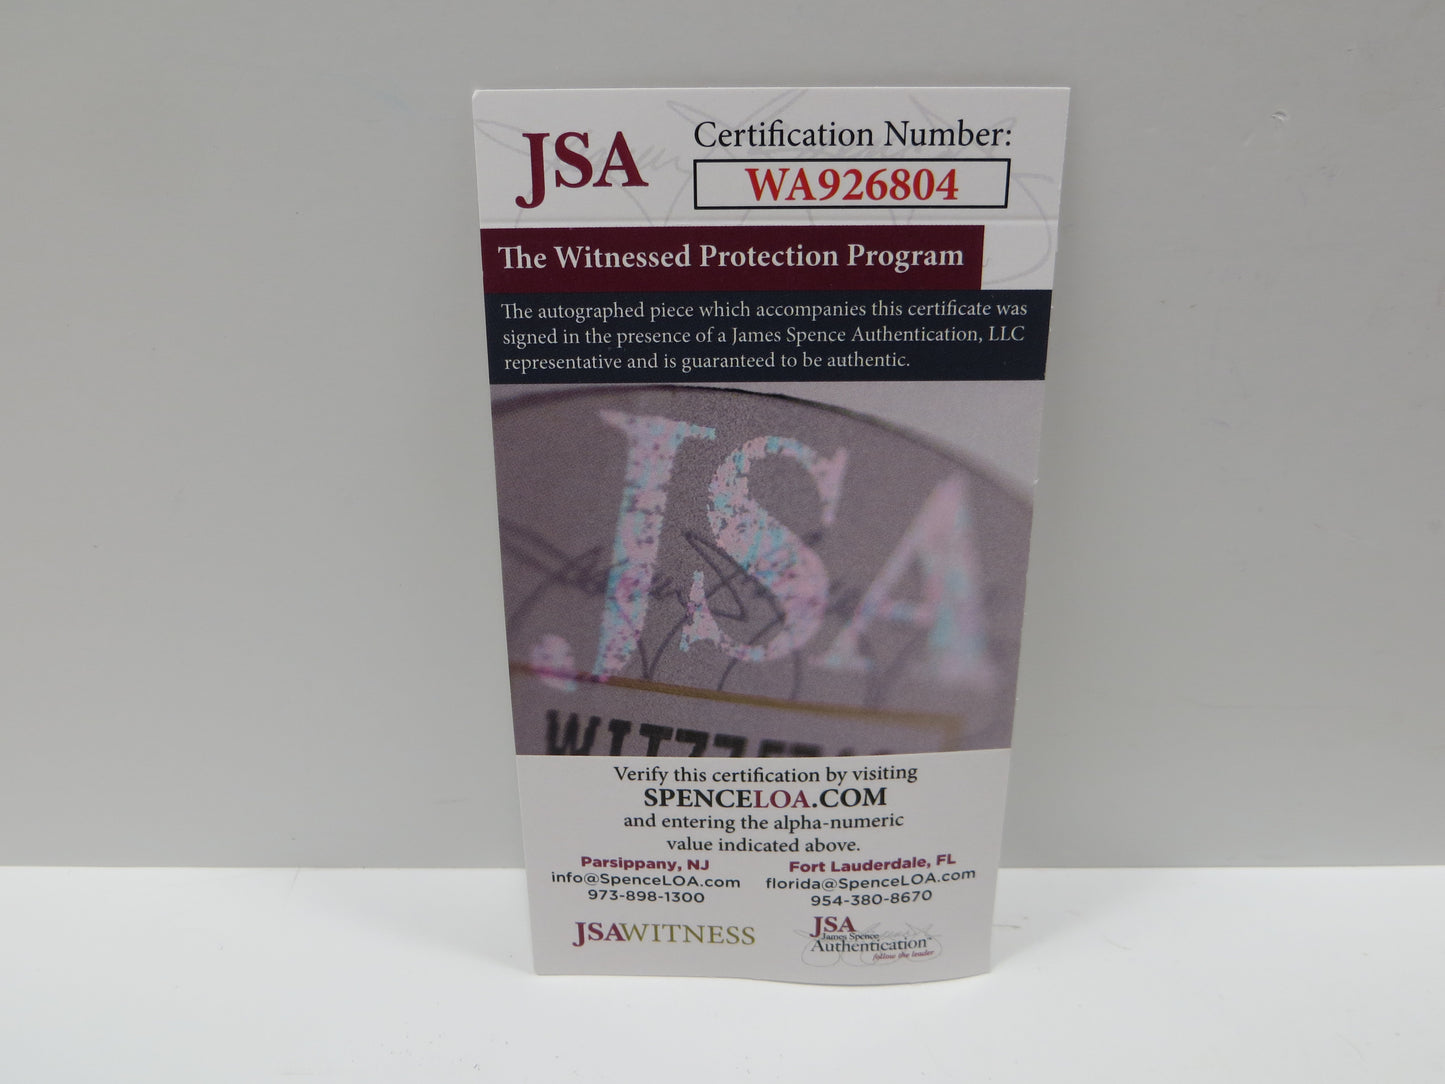 JSA
Certification Number:
WA926804
The Witnessed Protection Program
The autographed piece which accompanies this certificate was
signed in the presence of a James Spence Authentication, LLC
representative and is guaranteed to be authentic.
JSA
Verify this certification by visiting
SPENCELOA.COM
and entering the alpha-numeric
value indicated above.
Parsippany, NJ
info@SpenceLOA.com
973-898-1300
Fort Lauderdale, FL
florida@SpenceLOA.com
954-380-8670
JSAWITNESS
JSA
James Spence
Authentication
follow the leader